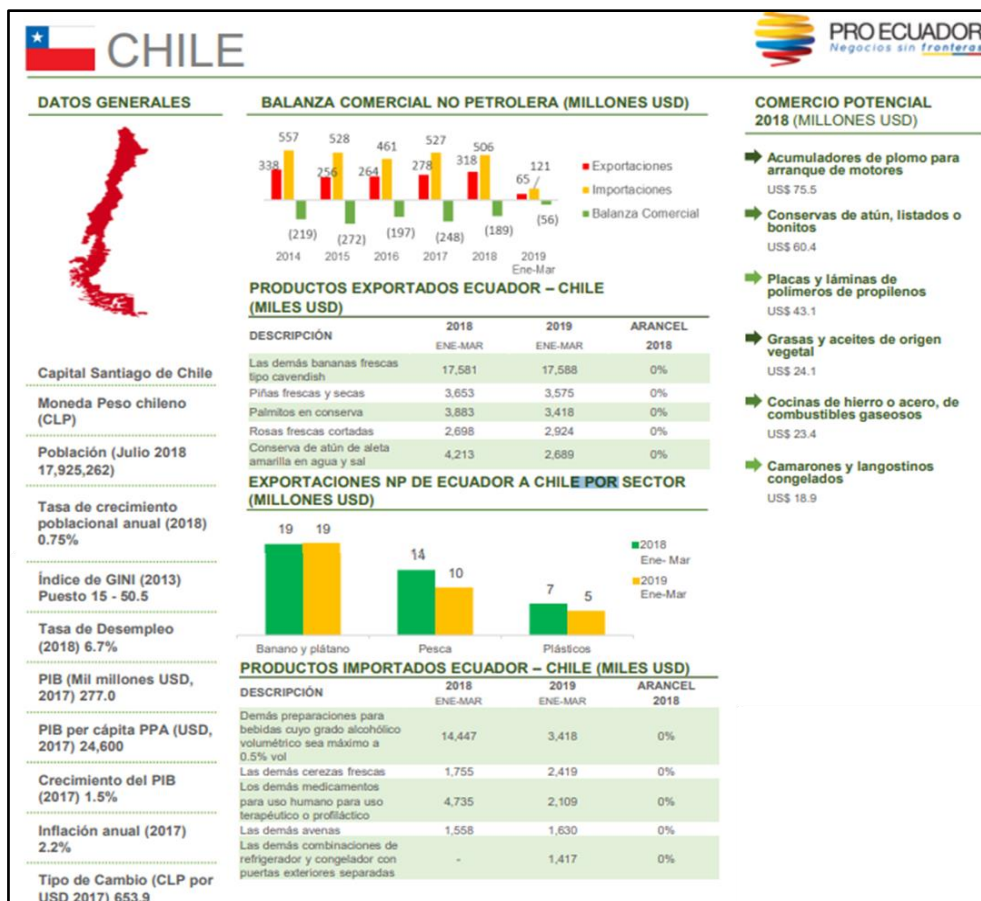 CHILE
PRO ECUADOR
Negocios sin fronteras
DATOS GENERALES
Capital Santiago de Chile
Moneda Peso chileno
(CLP)
Población (Julio 2018
17,925,262)
Tasa de crecimiento
poblacional anual (2018)
0.75%
Índice de GINI (2013)
Puesto 15 - 50.5
Tasa de Desempleo
(2018) 6.7%
PIB (Mil millones USD,
2017) 277.0
PIB per cápita PPA (USD,
2017) 24,600
Crecimiento del PIB
(2017) 1.5%
Inflación anual (2017)
2.2%
Tipo de Cambio (CLP por
USD 2017) 653.9
BALANZA COMERCIAL NO PETROLERA (MILLONES USD)
557 528 461 527 506
338 256 264 278 318 65 121
(219) (272) (197) (248) (189) (56)
2014 2015 2016 2017 2018 2019
Ene-Mar
Exportaciones
Importaciones
Balanza Comercial
PRODUCTOS EXPORTADOS ECUADOR – CHILE
(MILES USD)
DESCRIPCIÓN 2018 2019 ARANCEL
ENE-MAR ENE-MAR 2018
Las demás bananas frescas
tipo cavendish 17,581 17,588 0%
Piñas frescas y secas 3,653 3,575 0%
Palmitos en conserva 3,883 3,418 0%
Rosas frescas cortadas 2,698 2,924 0%
Conserva de atún de aleta
amarilla en agua y sal 4,213 2,689 0%
EXPORTACIONES NP DE ECUADOR A CHILE POR SECTOR
(MILLONES USD)
19 19 14 10 7 5
2018
Ene- Mar
2019
Ene-Mar
Banano y plátano Pesca Plásticos
PRODUCTOS IMPORTADOS ECUADOR – CHILE (MILES USD)
DESCRIPCIÓN 2018 2019 ARANCEL
ENE-MAR ENE-MAR 2018
Demás preparaciones para
bebidas cuyo grado alcohólico
volumétrico sea máximo a
0.5% vol 14,447 3,418 0%
Las demás cerezas frescas 1,755 2,419 0%
Los demás medicamentos
para uso humano para uso
terapéutico o profiláctico 4,735 2,109 0%
Las demás avenas 1,558 1,630 0%
Las demás combinaciones de
refrigerador y congelador con
puertas exteriores separadas - 1,417 0%
COMERCIO POTENCIAL
2018 (MILLONES USD)
Acumuladores de plomo para
arranque de motores
US$ 75.5
Conservas de atún, listados o
bonitos
US$ 60.4
Placas y láminas de
polímeros de propilenos
US$ 43.1
Grasas y aceites de origen
vegetal
US$ 24.1
Cocinas de hierro o acero, de
combustibles gaseosos
US$ 23.4
Camarones y langostinos
congelados
US$ 18.9